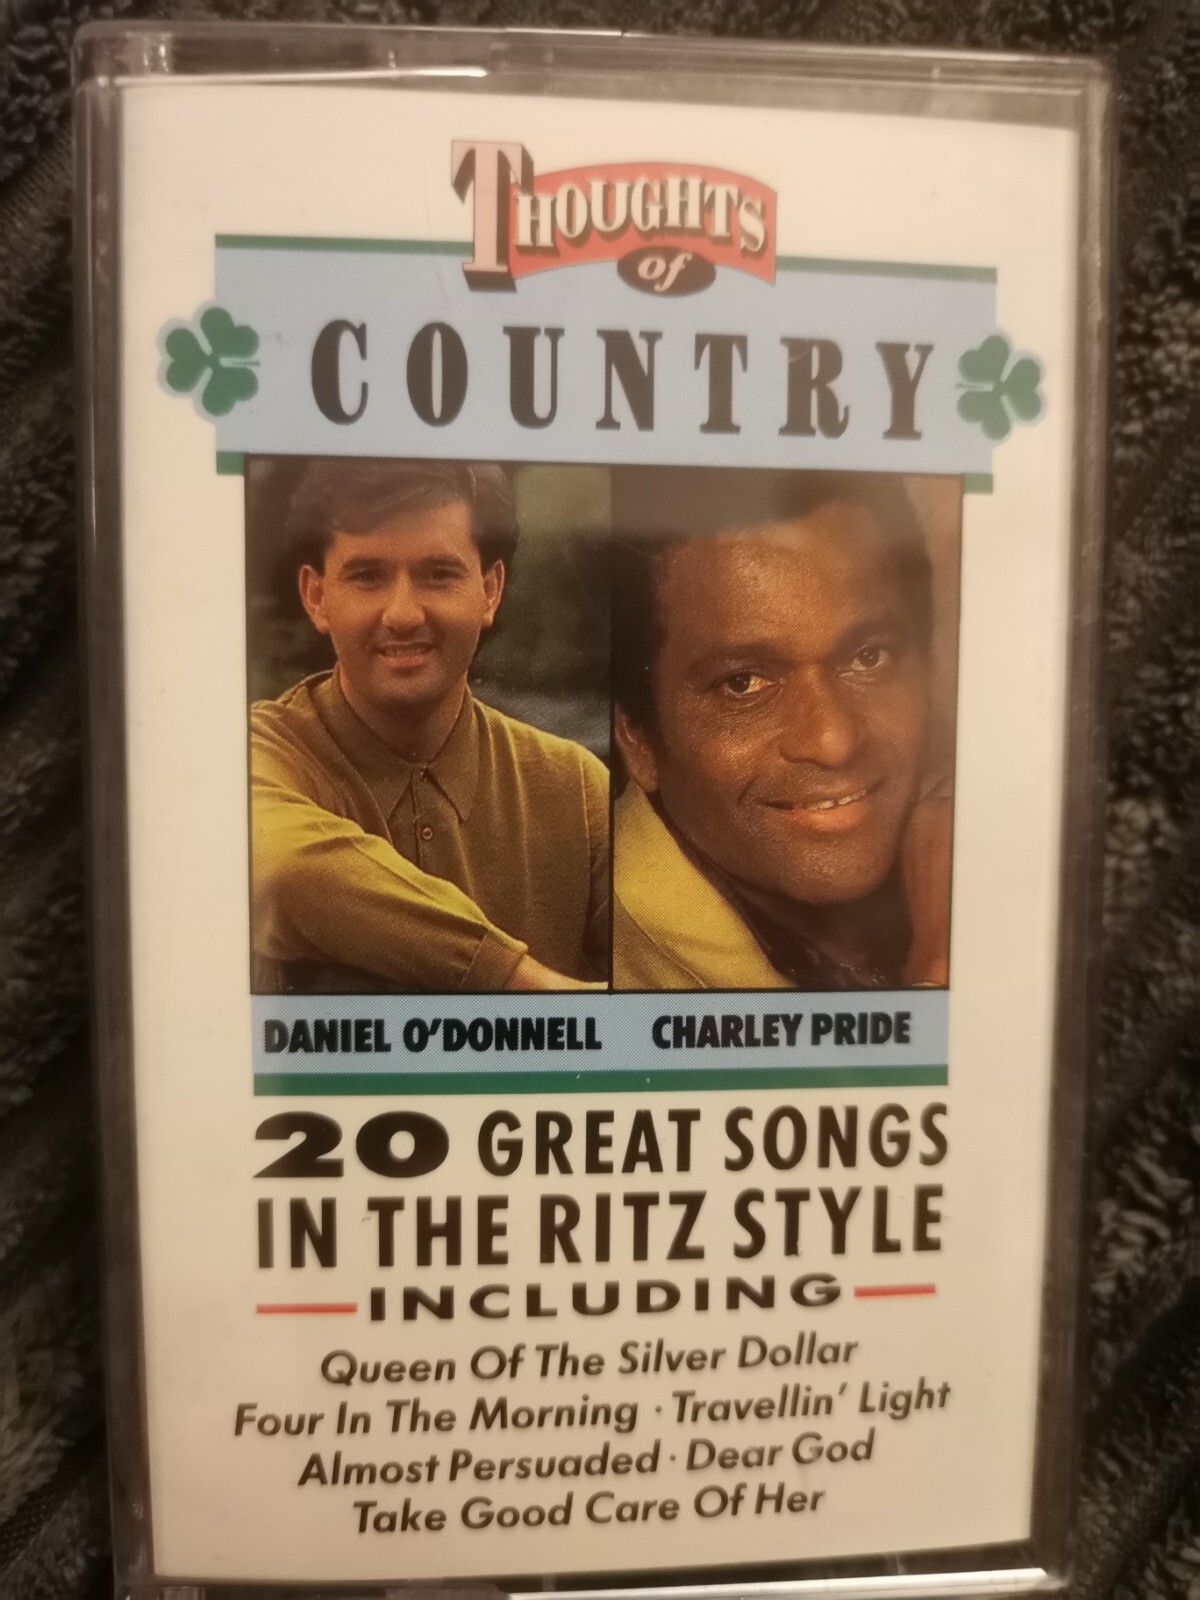 THOUGHTS
of
COUNTRY
DANIEL O'DONNELL CHARLEY PRIDE
20 GREAT SONGS
IN THE RITZ STYLE
INCLUDING
Queen Of The Silver Dollar
Four In The Morning · Travellin' Light
Almost Persuaded · Dear God
Take Good Care Of Her